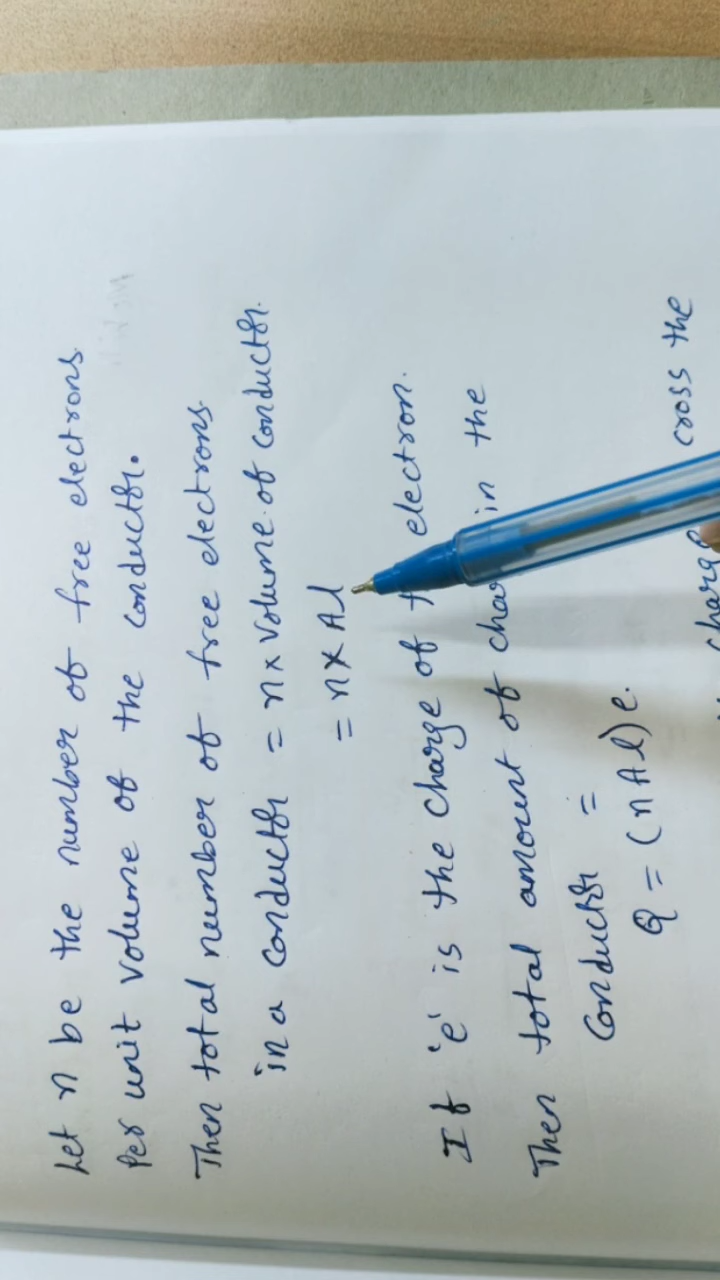 Let n be the number of free electrons.
Per unit volume of the conductor.
Then total number of free electrons.
in a conductor = n x volume of conductor.
= n x Al
If 'e' is the charge of electron.
Then total amount of in the
Conductor =
Q = (n A l) e.
charge cross the